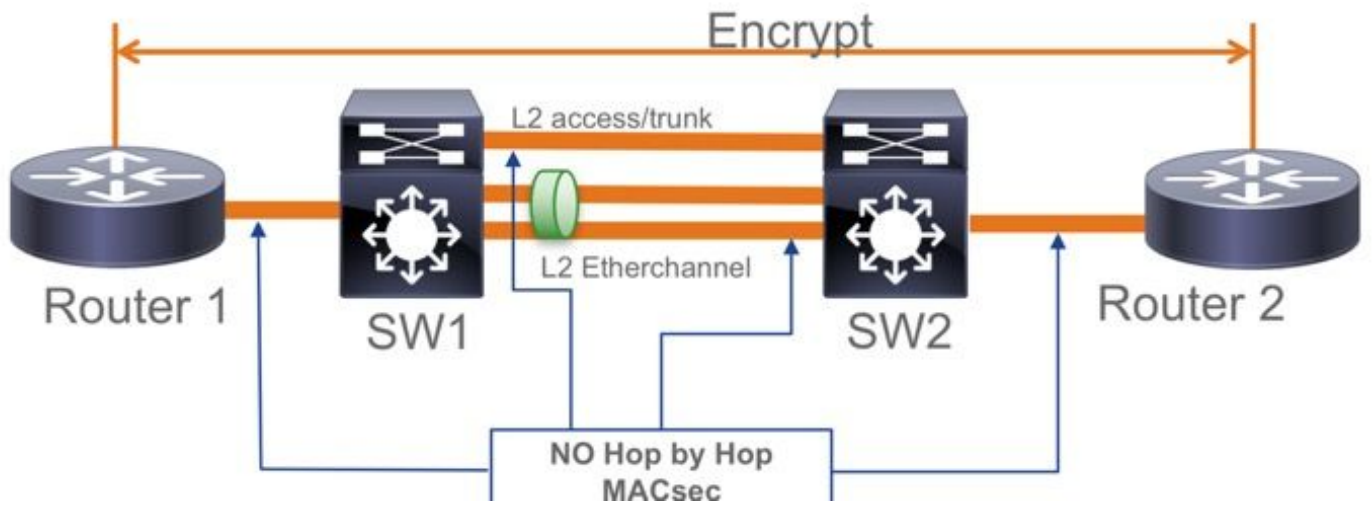 Encrypt
L2 access/trunk
L2 Etherchannel
Router 1
SW1
SW2
Router 2
NO Hop by Hop
MACsec